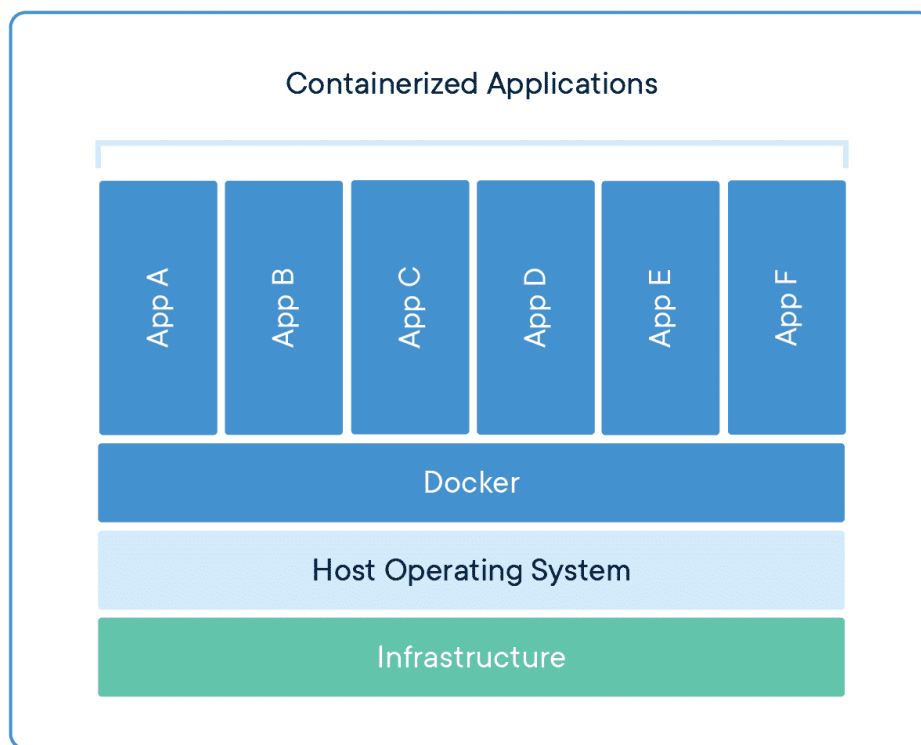 Containerized Applications
App A
App B
App C
App D
App E
App F
Docker
Host Operating System
Infrastructure